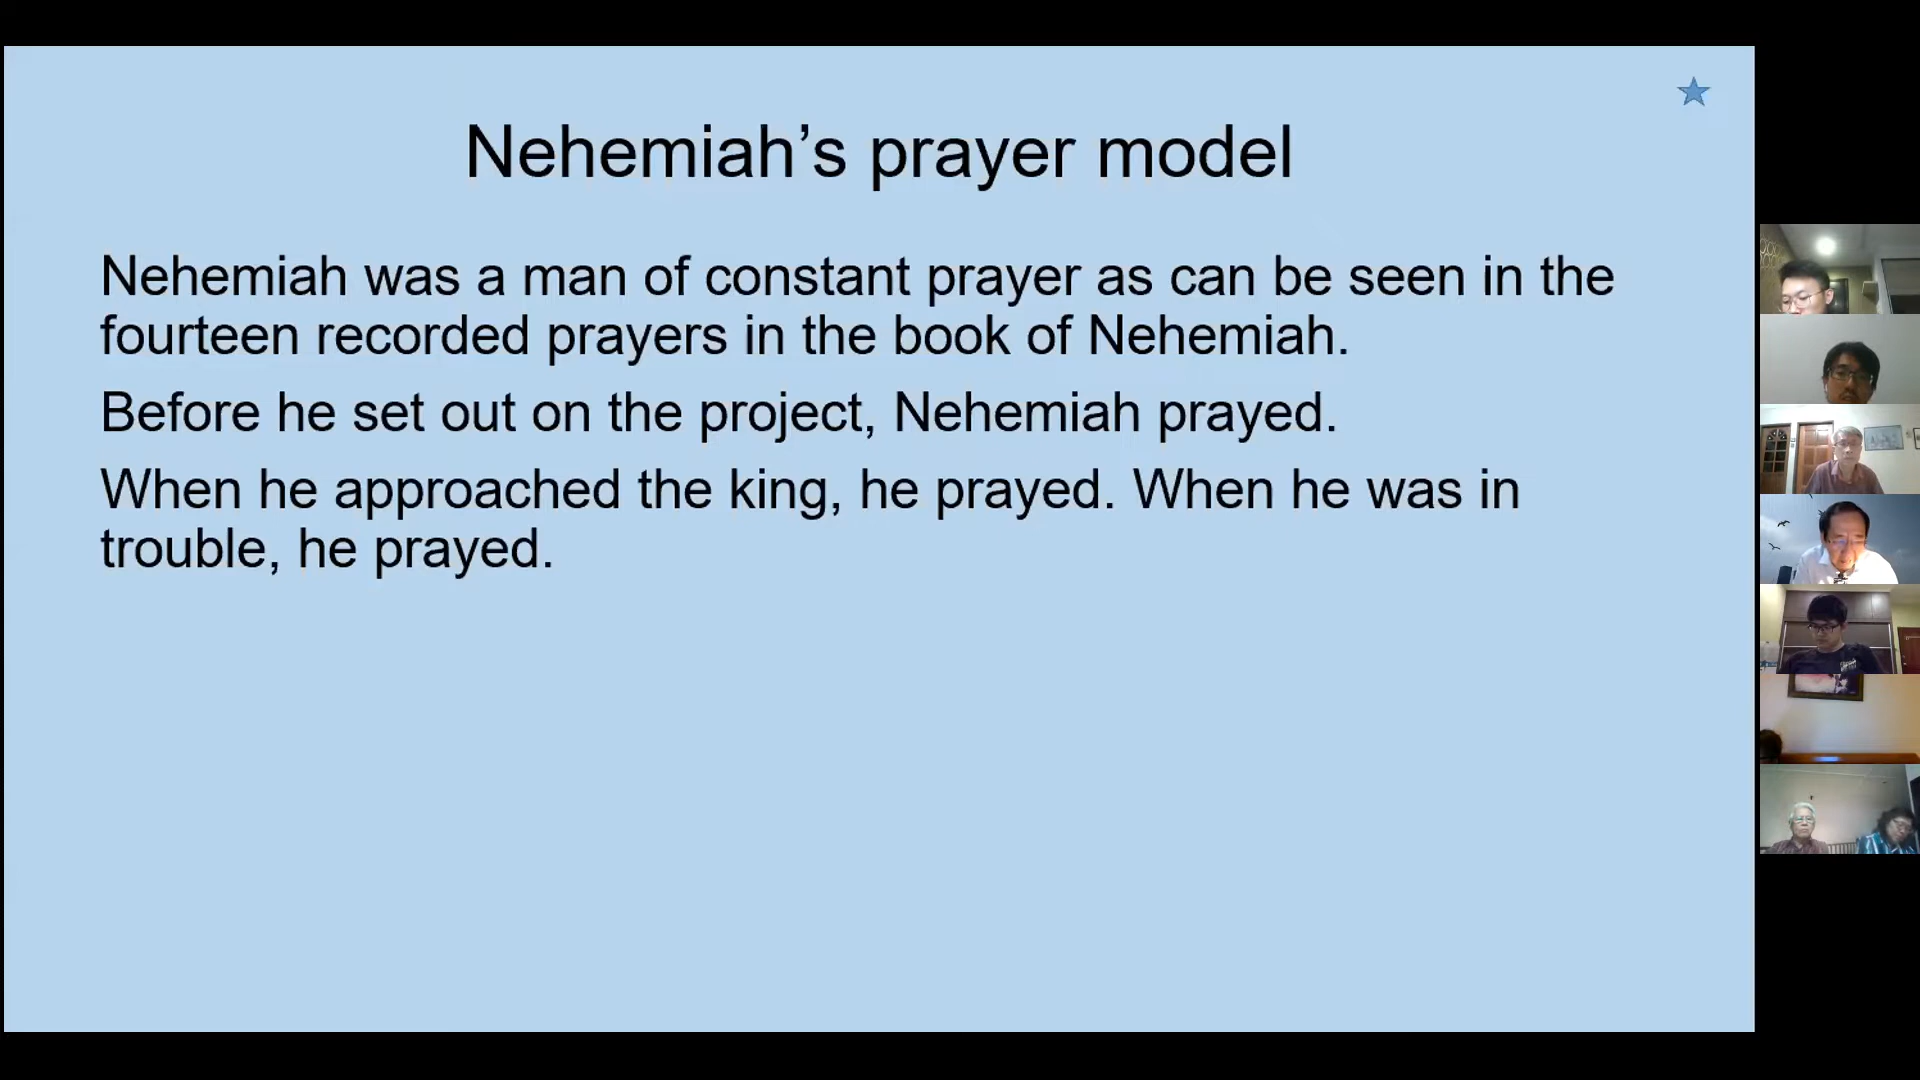 Nehemiah’s prayer model
Nehemiah was a man of constant prayer as can be seen in the
fourteen recorded prayers in the book of Nehemiah.
Before he set out on the project, Nehemiah prayed.
When he approached the king, he prayed. When he was in
trouble, he prayed.